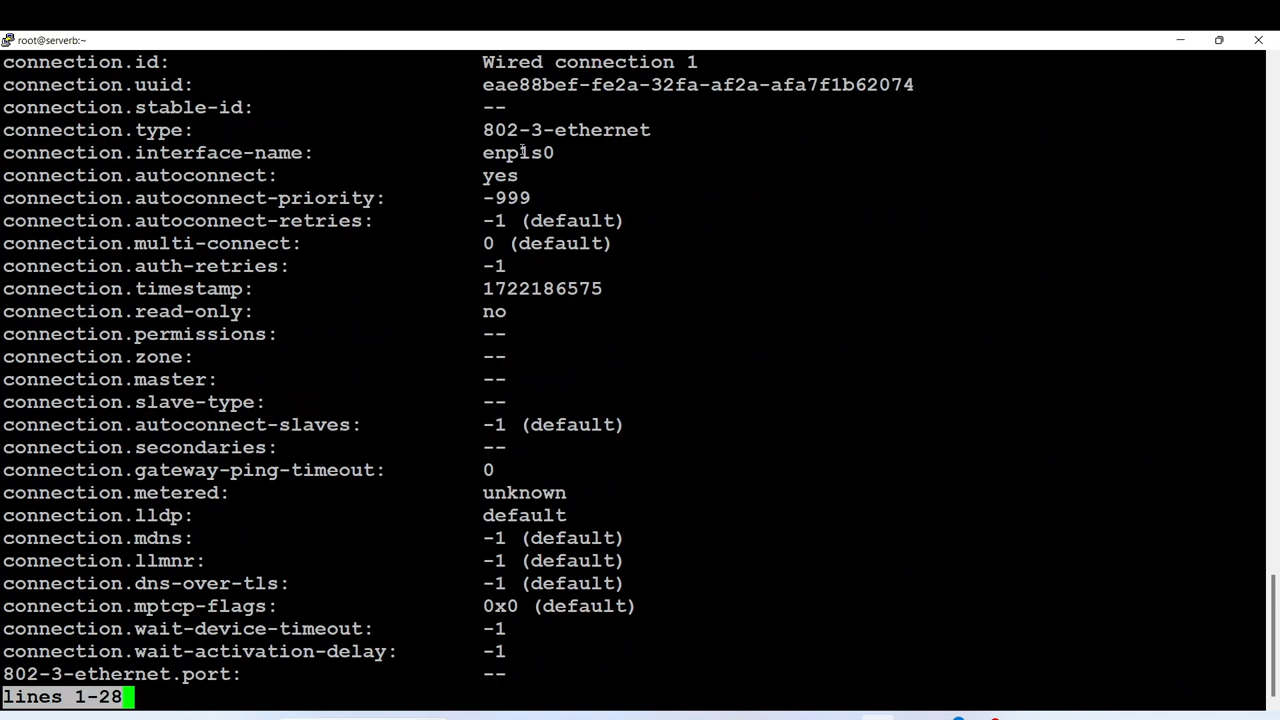 root@serverb:~
connection.id: Wired connection 1
connection.uuid: eae88bef-fe2a-32fa-af2a-afa7f1b62074
connection.stable-id: --
connection.type: 802-3-ethernet
connection.interface-name: enp1s0
connection.autoconnect: yes
connection.autoconnect-priority: -999
connection.autoconnect-retries: -1 (default)
connection.multi-connect: 0 (default)
connection.auth-retries: -1
connection.timestamp: 1722186575
connection.read-only: no
connection.permissions: --
connection.zone: --
connection.master: --
connection.slave-type: --
connection.autoconnect-slaves: -1 (default)
connection.secondaries: --
connection.gateway-ping-timeout: 0
connection.metered: unknown
connection.lldp: default
connection.mdns: -1 (default)
connection.llmnr: -1 (default)
connection.dns-over-tls: -1 (default)
connection.mptcp-flags: 0x0 (default)
connection.wait-device-timeout: -1
connection.wait-activation-delay: -1
802-3-ethernet.port: --
lines 1-28